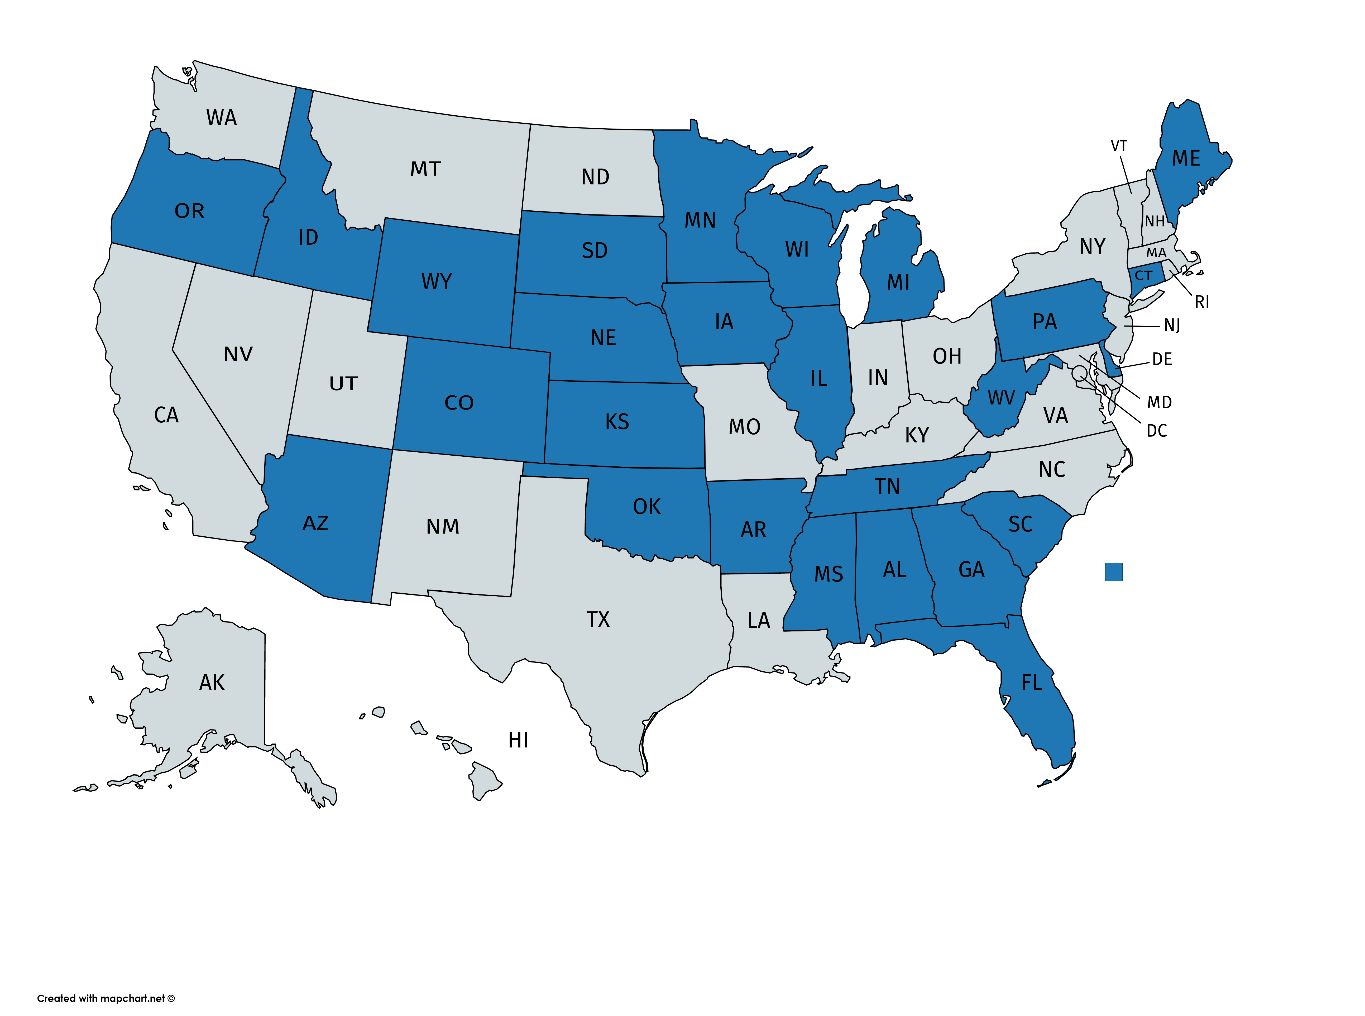 WA
MT
ND
MN
OR
ID
SD
WI
WY
MI
IA
NE
NV
UT
CO
IL
IN
OH
PA
NY
VT
NH
ME
MA
CT
RI
NJ
DE
MD
DC
WV
VA
CA
KS
MO
KY
NC
TN
AZ
NM
OK
AR
SC
MS
AL
GA
TX
LA
AK
HI
FL
Created with mapchart.net ©